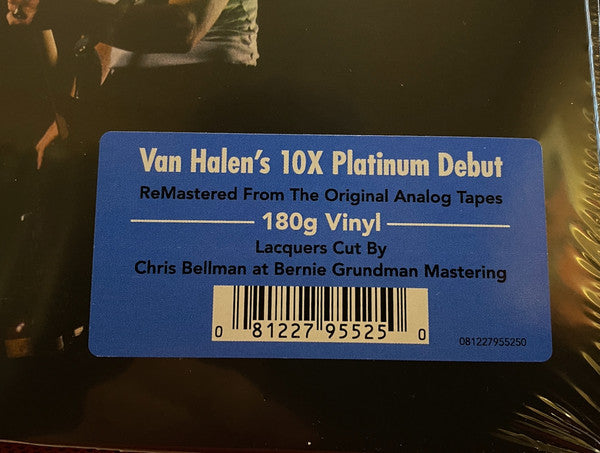 Van Halen's 10X Platinum Debut
ReMastered From The Original Analog Tapes
180g Vinyl
Lacquers Cut By
Chris Bellman at Bernie Grundman Mastering
0 81227 95525 0
081227955250